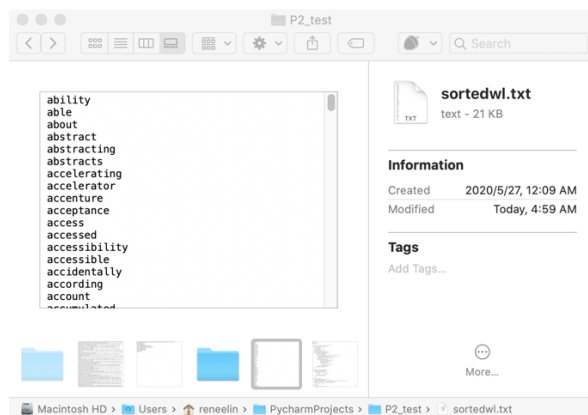 P2_test
Search
ability
able
about
abstract
abstracting
abstracts
accelerating
accelerator
accenture
acceptance
access
accessed
accessibility
accessible
accidentally
according
account
accumulated
TXT
sortedwl.txt
text - 21 KB
Information
Created 2020/5/27, 12:09 AM
Modified Today, 4:59 AM
Tags
Add Tags...
More...
Macintosh HD › Users › reneelin › PycharmProjects › P2_test › sortedwl.txt